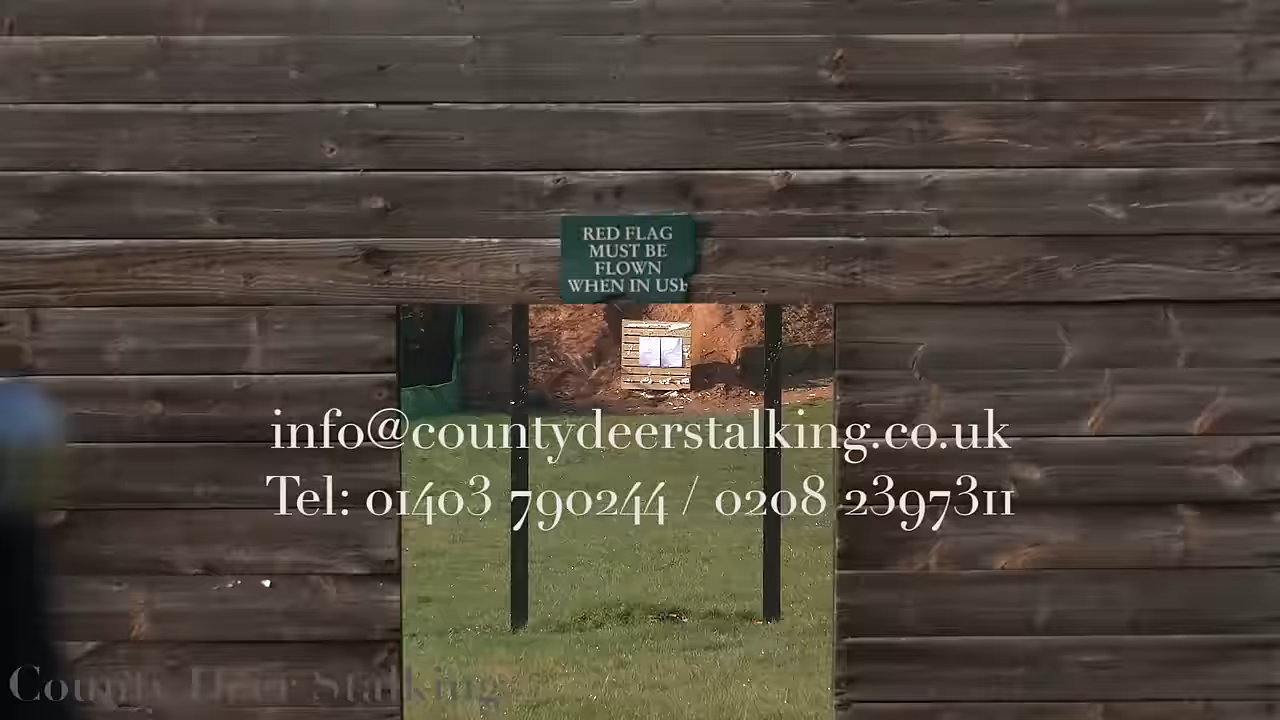 RED FLAG
MUST BE
FLOWN
WHEN IN USE
info@countydeerstalking.co.uk
Tel: 01403 790244 / 0208 2397311
County Deer Stalking